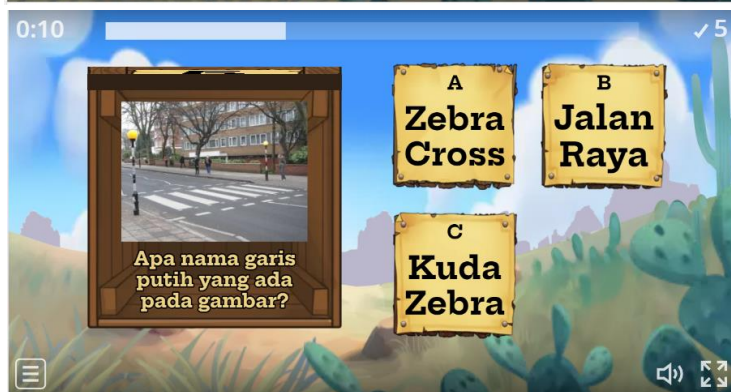 0:10
✓ 5
Apa nama garis
putih yang ada
pada gambar?
A
Zebra
Cross
B
Jalan
Raya
C
Kuda
Zebra